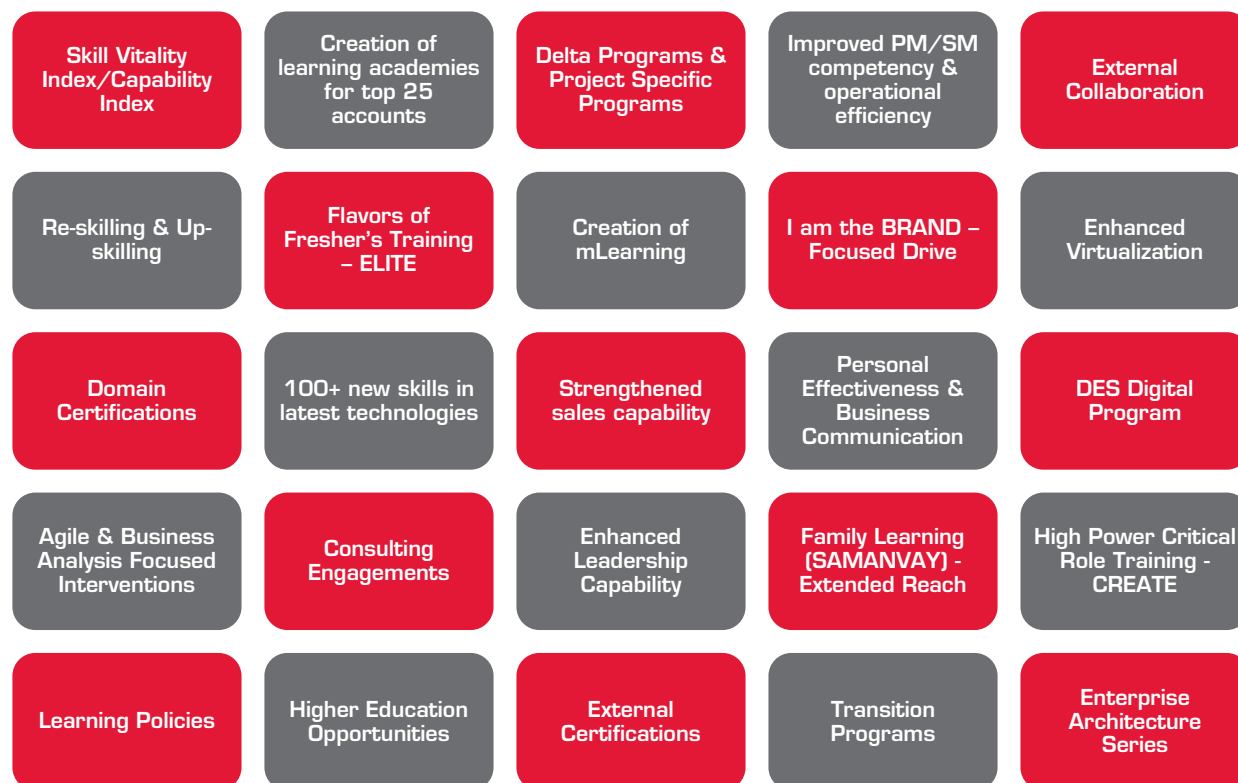 Skill Vitality
Index/Capability
Index
Creation of
learning academies
for top 25
accounts
Delta Programs &
Project Specific
Programs
Improved PM/SM
competency &
operational
efficiency
External
Collaboration
Re-skilling & Up-
skilling
Flavors of
Fresher's Training
– ELITE
Creation of
mLearning
I am the BRAND –
Focused Drive
Enhanced
Virtualization
Domain
Certifications
100+ new skills in
latest technologies
Strengthened
sales capability
Personal
Effectiveness &
Business
Communication
DES Digital
Program
Agile & Business
Analysis Focused
Interventions
Consulting
Engagements
Enhanced
Leadership
Capability
Family Learning
(SAMANVAY) -
Extended Reach
High Power Critical
Role Training -
CREATE
Learning Policies
Higher Education
Opportunities
External
Certifications
Transition
Programs
Enterprise
Architecture
Series